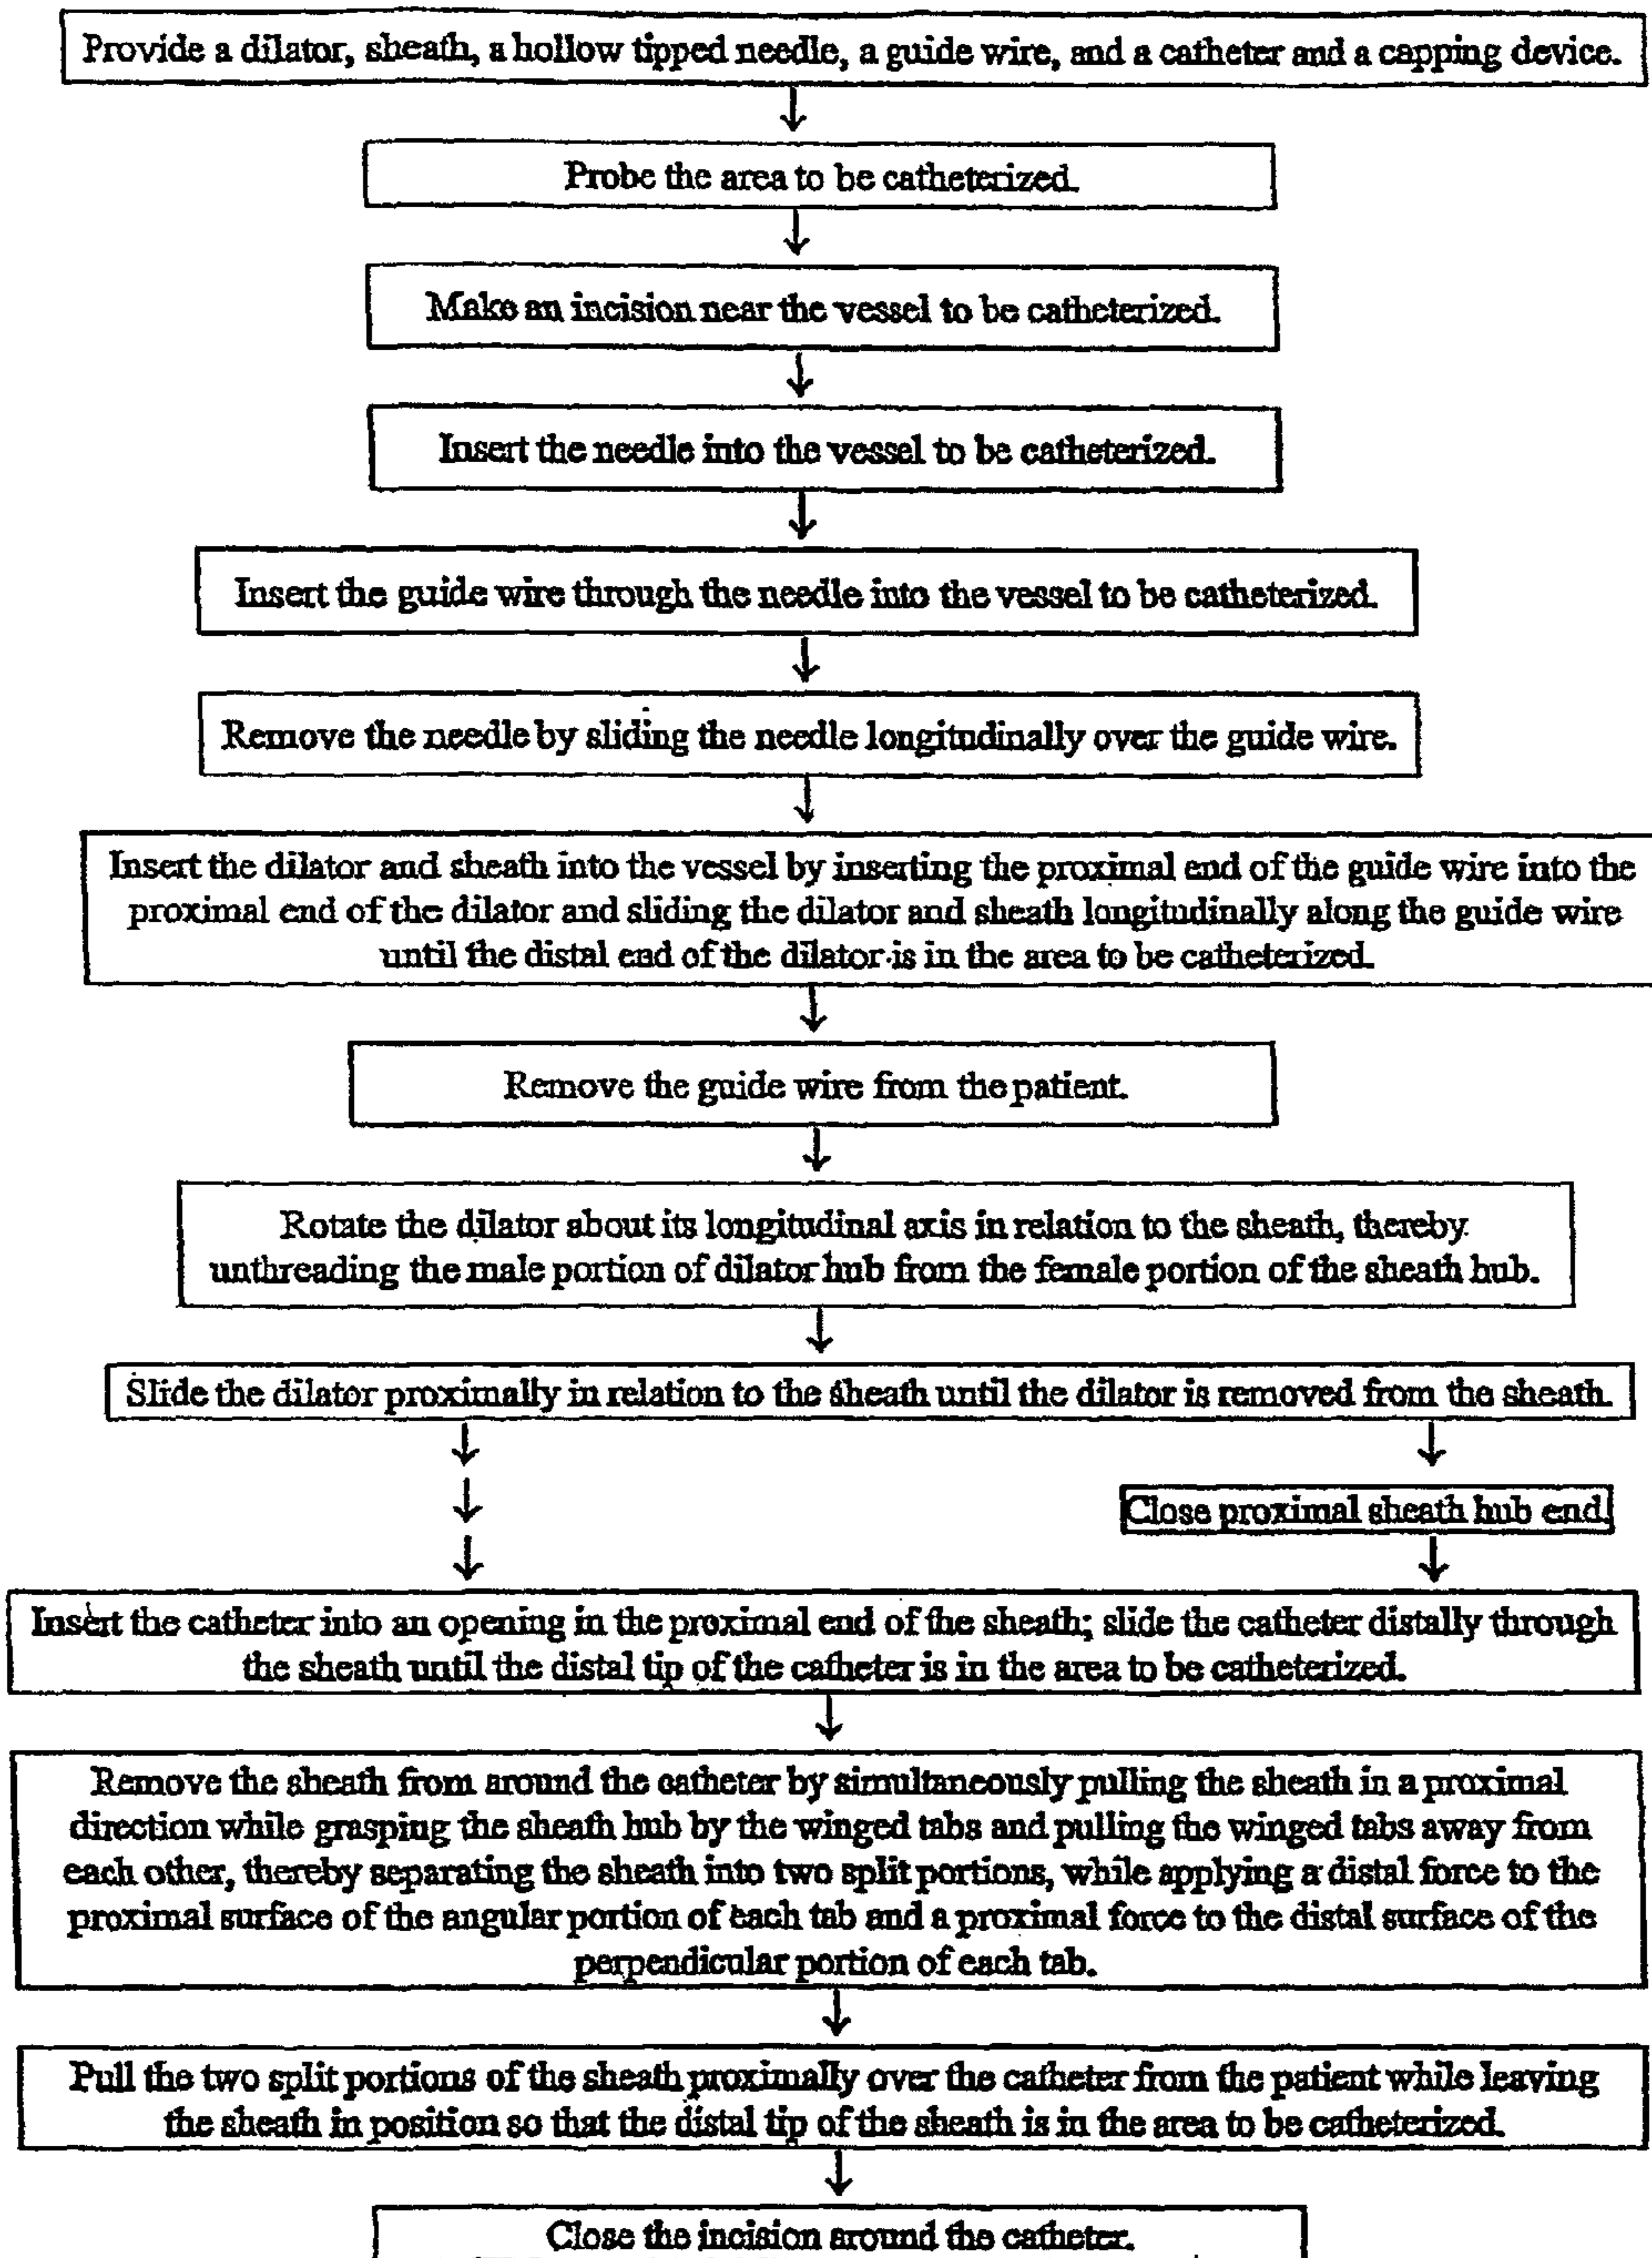 Provide a dilator, sheath, a hollow tipped needle, a guide wire, and a catheter and a capping device.
Probe the area to be catheterized.
Make an incision near the vessel to be catheterized.
Insert the needle into the vessel to be catheterized.
Insert the guide wire through the needle into the vessel to be catheterized.
Remove the needle by sliding the needle longitudinally over the guide wire.
Insert the dilator and sheath into the vessel by inserting the proximal end of the guide wire into the
proximal end of the dilator and sliding the dilator and sheath longitudinally along the guide wire
until the distal end of the dilator is in the area to be catheterized.
Remove the guide wire from the patient.
Rotate the dilator about its longitudinal axis in relation to the sheath, thereby
unthreading the male portion of dilator hub from the female portion of the sheath hub.
Slide the dilator proximally in relation to the sheath until the dilator is removed from the sheath.
Close proximal sheath hub end.
Insert the catheter into an opening in the proximal end of the sheath; slide the catheter distally through
the sheath until the distal tip of the catheter is in the area to be catheterized.
Remove the sheath from around the catheter by simultaneously pulling the sheath in a proximal
direction while grasping the sheath hub by the winged tabs and pulling the winged tabs away from
each other, thereby separating the sheath into two split portions, while applying a distal force to the
proximal surface of the angular portion of each tab and a proximal force to the distal surface of the
perpendicular portion of each tab.
Pull the two split portions of the sheath proximally over the catheter from the patient while leaving
the sheath in position so that the distal tip of the sheath is in the area to be catheterized.
Close the incision around the catheter.